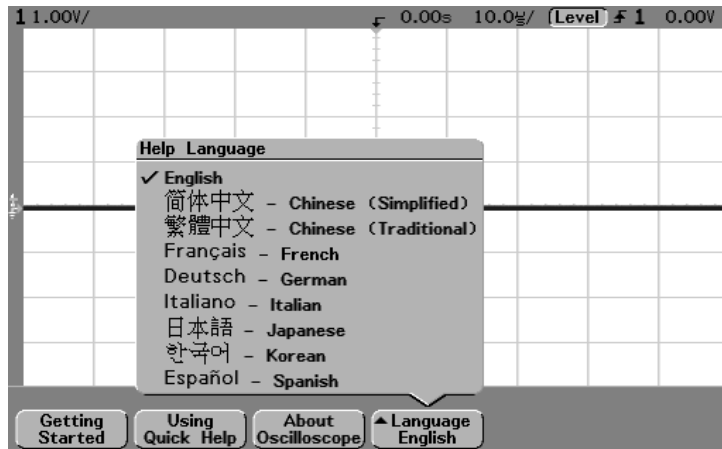 1 1.00V/ 0.00s 10.0㎲/ Level 1 0.00V
Help Language
✓ English
简体中文 - Chinese (Simplified)
繁體中文 - Chinese (Traditional)
Français - French
Deutsch - German
Italiano - Italian
日本語 - Japanese
한국어 - Korean
Español - Spanish
Getting Started
Using Quick Help
About Oscilloscope
Language English